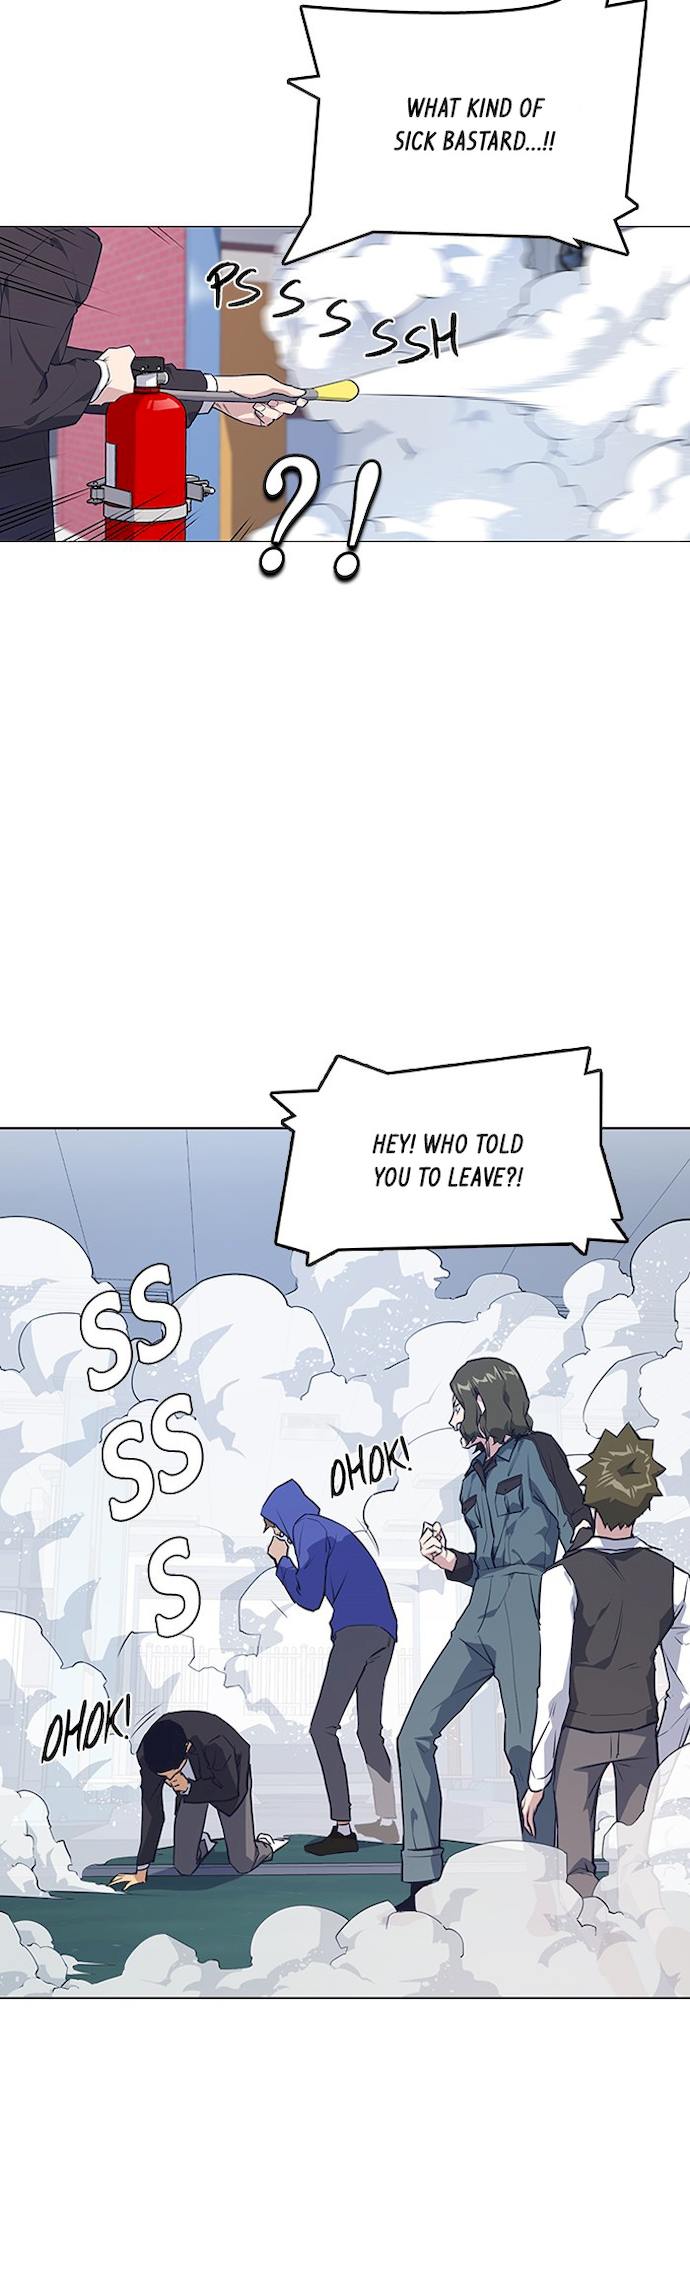 WHAT KIND OF
SICK BASTARD...!!
PS S S SSH
?!
HEY! WHO TOLD
YOU TO LEAVE?!
SS
SS
S
OHOK!
OHOK!